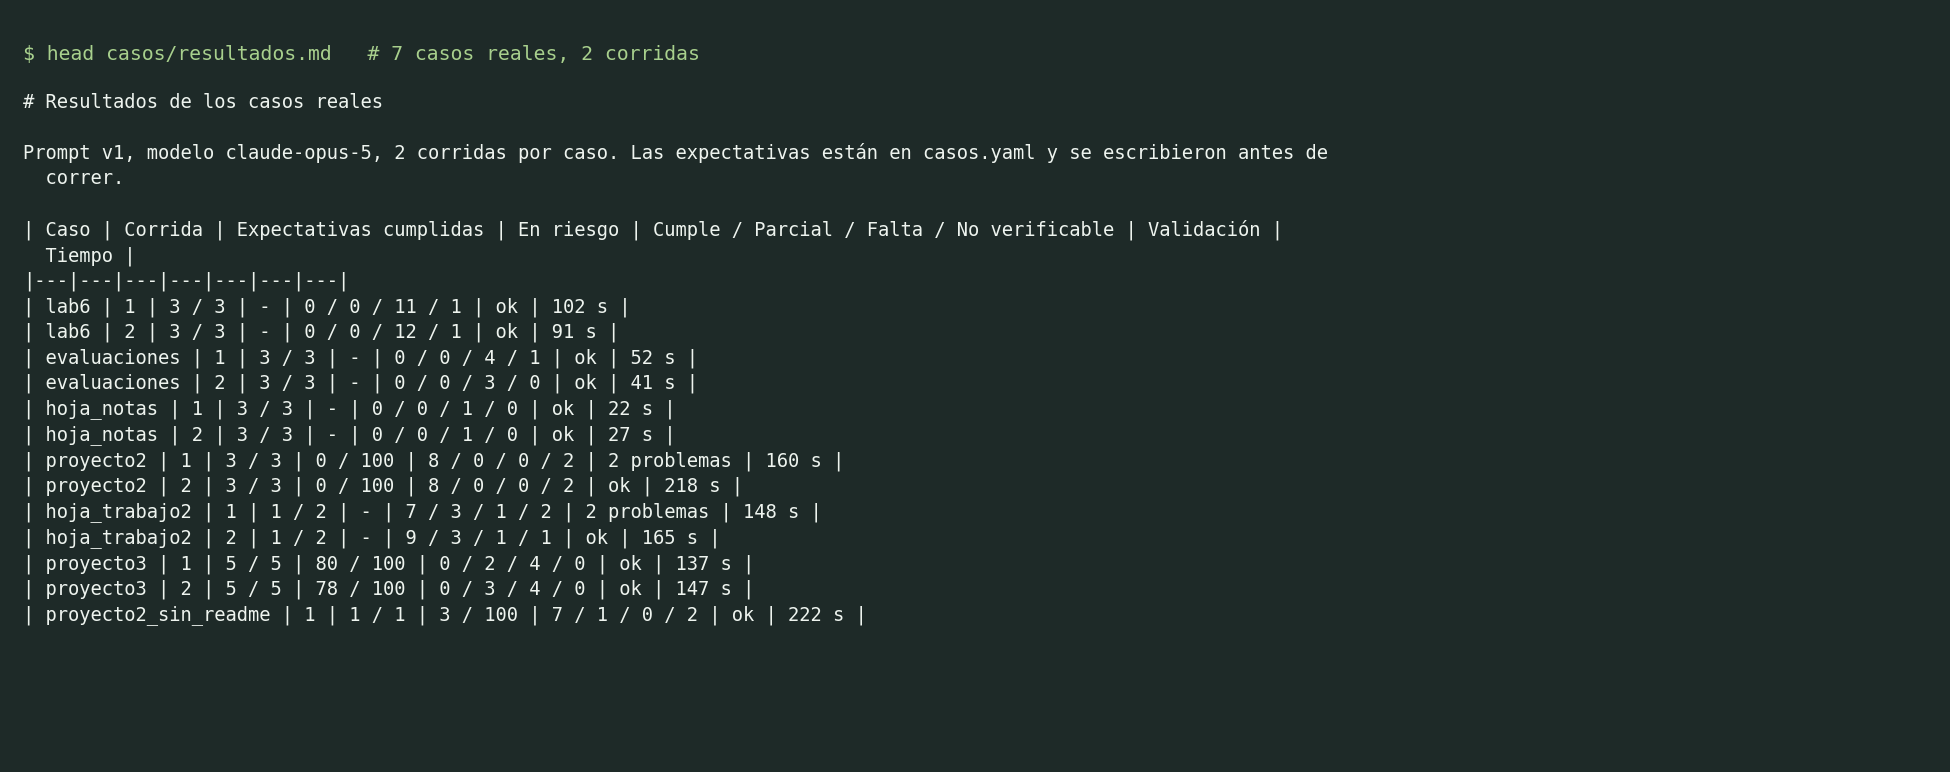 $ head casos/resultados.md   # 7 casos reales, 2 corridas
# Resultados de los casos reales
Prompt v1, modelo claude-opus-5, 2 corridas por caso. Las expectativas están en casos.yaml y se escribieron antes de
  correr.
| Caso | Corrida | Expectativas cumplidas | En riesgo | Cumple / Parcial / Falta / No verificable | Validación |
  Tiempo |
|---|---|---|---|---|---|---|
| lab6 | 1 | 3 / 3 | - | 0 / 0 / 11 / 1 | ok | 102 s |
| lab6 | 2 | 3 / 3 | - | 0 / 0 / 12 / 1 | ok | 91 s |
| evaluaciones | 1 | 3 / 3 | - | 0 / 0 / 4 / 1 | ok | 52 s |
| evaluaciones | 2 | 3 / 3 | - | 0 / 0 / 3 / 0 | ok | 41 s |
| hoja_notas | 1 | 3 / 3 | - | 0 / 0 / 1 / 0 | ok | 22 s |
| hoja_notas | 2 | 3 / 3 | - | 0 / 0 / 1 / 0 | ok | 27 s |
| proyecto2 | 1 | 3 / 3 | 0 / 100 | 8 / 0 / 0 / 2 | 2 problemas | 160 s |
| proyecto2 | 2 | 3 / 3 | 0 / 100 | 8 / 0 / 0 / 2 | ok | 218 s |
| hoja_trabajo2 | 1 | 1 / 2 | - | 7 / 3 / 1 / 2 | 2 problemas | 148 s |
| hoja_trabajo2 | 2 | 1 / 2 | - | 9 / 3 / 1 / 1 | ok | 165 s |
| proyecto3 | 1 | 5 / 5 | 80 / 100 | 0 / 2 / 4 / 0 | ok | 137 s |
| proyecto3 | 2 | 5 / 5 | 78 / 100 | 0 / 3 / 4 / 0 | ok | 147 s |
| proyecto2_sin_readme | 1 | 1 / 1 | 3 / 100 | 7 / 1 / 0 / 2 | ok | 222 s |